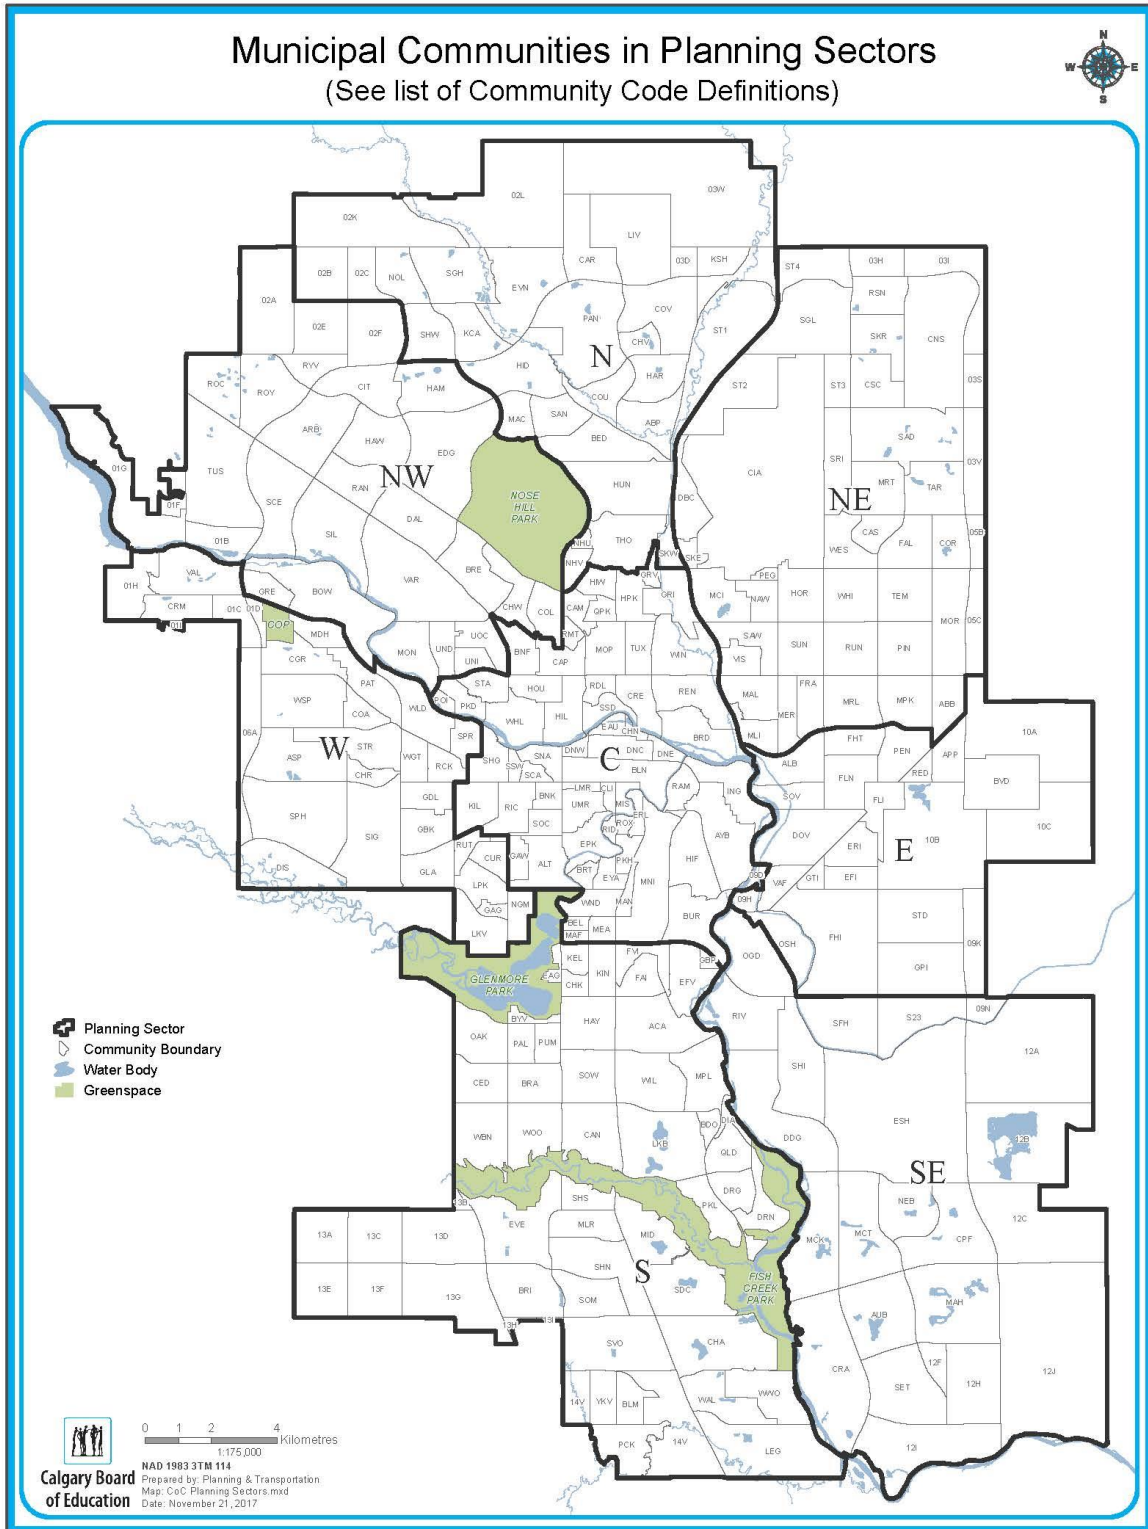 Municipal Communities in Planning Sectors
(See list of Community Code Definitions)
N
W E
S
02L
03W
02K
LIV
CAR
03D
KSH
ST4
03H
03I
02B
02C
NOL
SGH
EVN
RSN
02A
PAN
COV
SGL
02E
02F
SHW
KCA
CHV
ST1
SKR
CNS
N
RYV
HID
HAR
ROC
ROY
CIT
HAM
COU
ST2
ST3
CSC
03S
MAC
SAN
ABP
ARB
HAW
BED
SAD
EDG
01G
TUS
NW
CIA
SRI
03V
SCE
RAN
HUN
MRT
TAR
NOSE
HILL
PARK
DBC
NE
01F
DAL
CAS
05B
01B
SIL
NHU
THO
SKW
SKE
WES
FAL
COR
VAL
VAR
BRE
NHV
01H
HIW
GRV
PEG
GRE
BOW
CHW
COL
CAM
QPK
HPK
ORI
MCI
NAW
HOR
WHI
TEM
CRM
01C
01D
MOR
05C
01I
COP
MDH
RMT
UOC
SAW
MON
UND
UNI
BNF
CAP
MOP
TUX
WIN
VIS
SUN
RUN
PIN
CGR
PAT
STA
HOU
RDL
CRE
REN
MAL
FRA
WSP
COA
WLD
POI
PKD
WHL
HIL
SSD
MER
MRL
MPK
ABB
06A
EAU
CHN
BRD
MLI
10A
W
STR
SPR
FHT
ASP
WGT
RCK
SHG
SSW
SNA
DNW
C
DNC
DNE
ALB
PEN
APP
CHR
SCA
BLN
FLN
RED
BVD
GDL
BNK
LMR
CLI
RAM
ING
SOV
FLI
SPH
KIL
RIC
UMR
MIS
ERL
10B
10C
SIG
GBK
SOC
ROX
RID
AYB
DOV
ERI
E
RUT
CUR
GAW
ALT
EPK
PKH
HIF
DIS
GLA
LPK
BRT
EYA
MNI
09D
VAF
GTI
EFI
GAG
NGM
WND
MAN
09H
BEL
BUR
STD
LKV
MAF
MEA
FHI
09K
KEL
FVI
GBP
OGD
OSH
GPI
GLENMORE
PARK
EAG
CHK
KIN
FAI
EFV
BYV
HAY
ACA
RIV
SFH
S23
09N
OAK
PAL
PUM
12A
Planning Sector
Community Boundary
Water Body
Greenspace
CED
BRA
SOW
WIL
MPL
SHI
ESH
WBN
WOO
CAN
LKB
BDO
DIA
DDG
12B
QLD
SE
SHS
DRG
NEB
13B
PKL
DRN
12C
13A
13C
13D
EVE
MLR
MID
MCK
MCT
CPF
SHN
S
FISH
CREEK
PARK
13E
13F
13G
BRI
SOM
SDC
AUB
MAH
13H
13I
SVO
CHA
CRA
12F
12J
SET
12H
14V
YKV
BLM
WAL
WWO
PCK
14V
LEG
12I
0 1 2 4
Kilometres
1:175,000
Calgary Board
of Education
NAD 1983 3TM 114
Prepared by: Planning & Transportation
Map: CoC Planning Sectors.mxd
Date: November 21, 2017